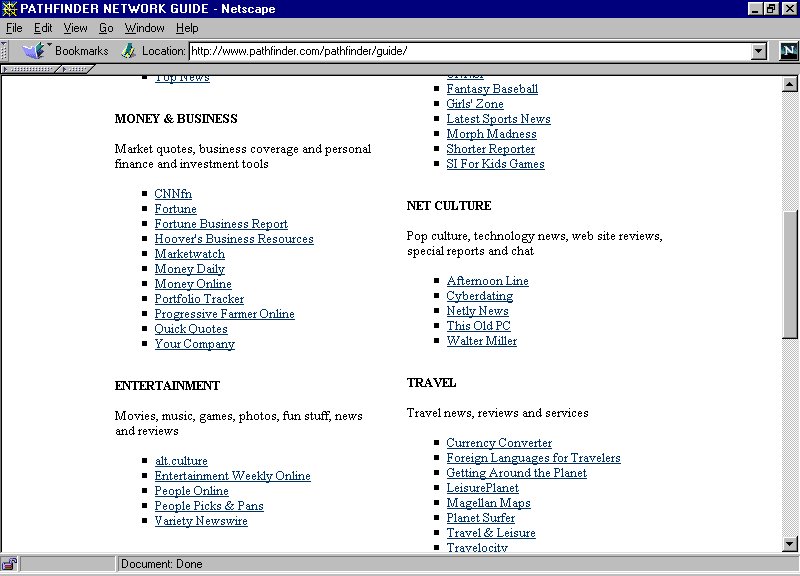 PATHFINDER NETWORK GUIDE - Netscape
File Edit View Go Window Help
Bookmarks Location: http://www.pathfinder.com/pathfinder/guide/
N
Top News
MONEY & BUSINESS
Market quotes, business coverage and personal
finance and investment tools
CNNfn
Fortune
Fortune Business Report
Hoover's Business Resources
Marketwatch
Money Daily
Money Online
Portfolio Tracker
Progressive Farmer Online
Quick Quotes
Your Company
ENTERTAINMENT
Movies, music, games, photos, fun stuff, news
and reviews
alt.culture
Entertainment Weekly Online
People Online
People Picks & Pans
Variety Newswire
Fantasy Baseball
Girls' Zone
Latest Sports News
Morph Madness
Shorter Reporter
SI For Kids Games
NET CULTURE
Pop culture, technology news, web site reviews,
special reports and chat
Afternoon Line
Cyberdating
Netly News
This Old PC
Walter Miller
TRAVEL
Travel news, reviews and services
Currency Converter
Foreign Languages for Travelers
Getting Around the Planet
LeisurePlanet
Magellan Maps
Planet Surfer
Travel & Leisure
Travelocity
Document: Done